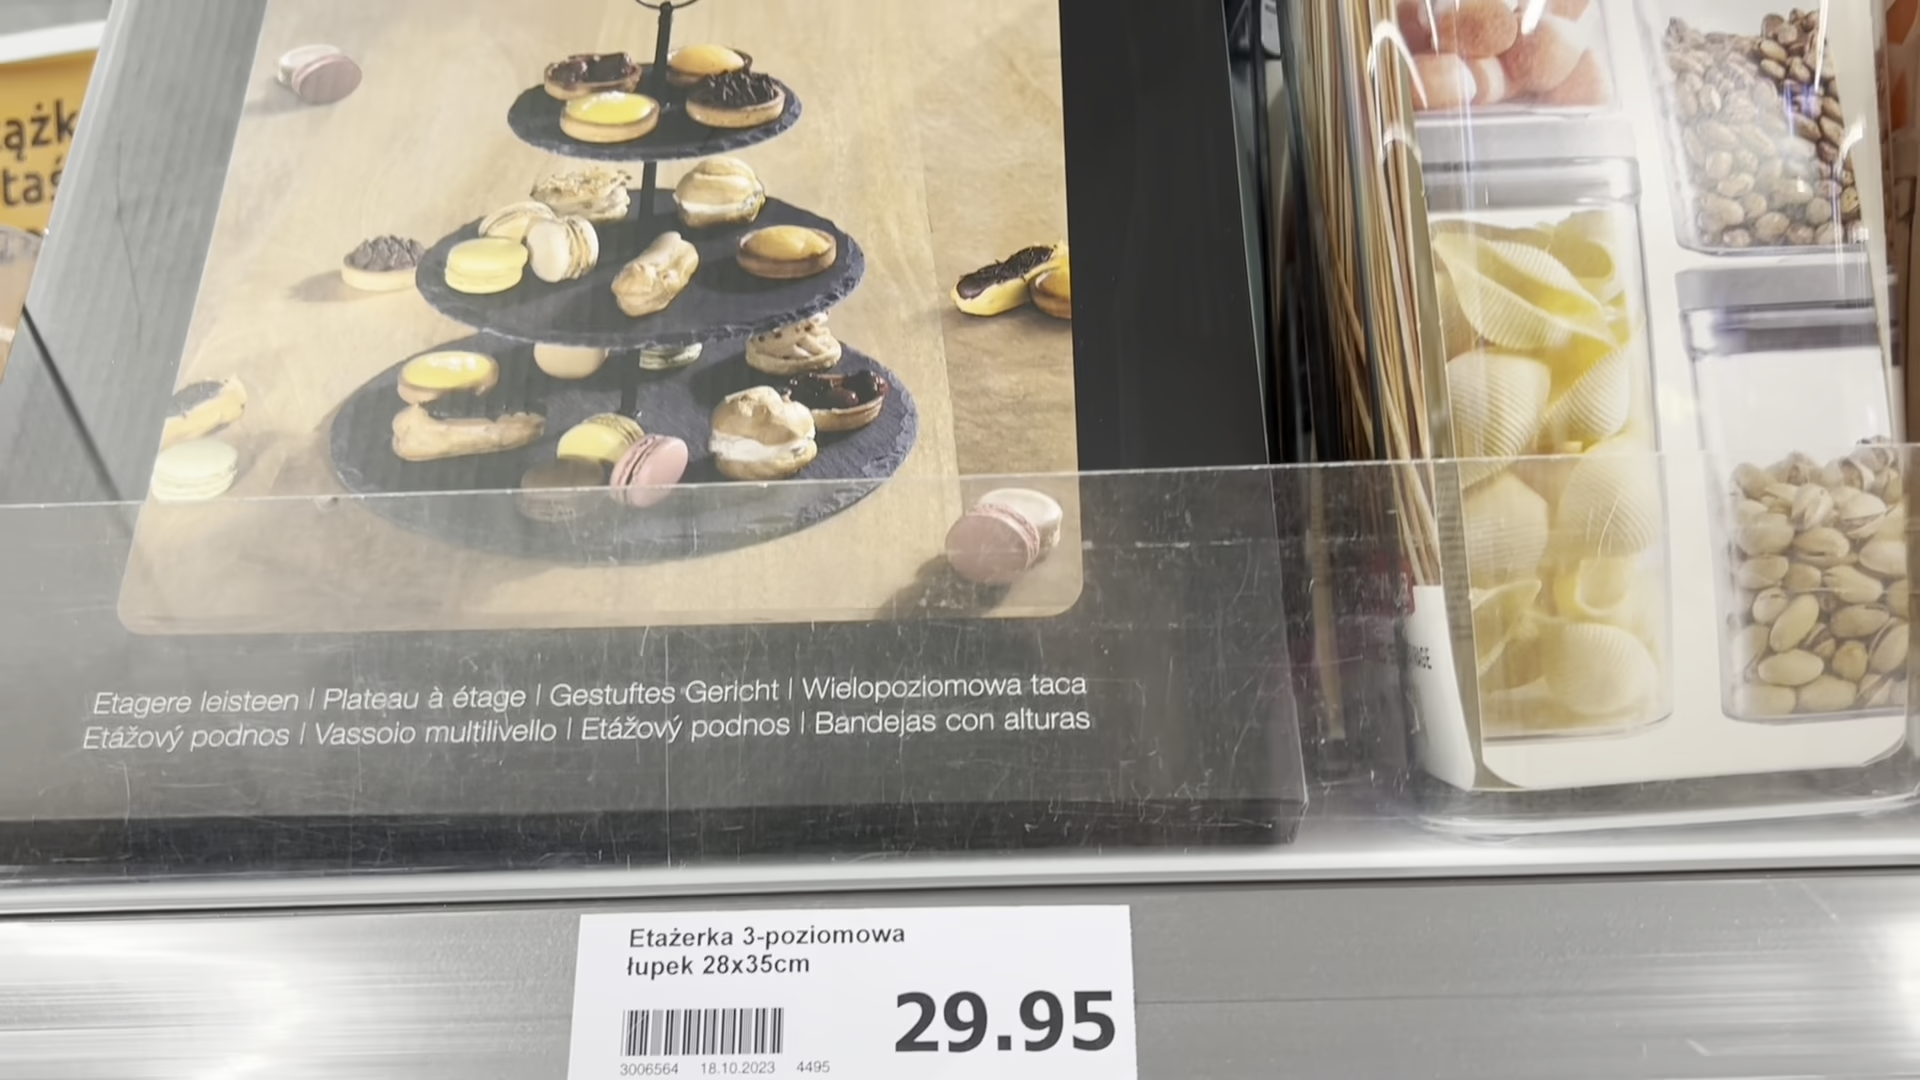 Etagere leisteen | Plateau à étage | Gestuftes Gericht | Wielopoziomowa taca
Etážový podnos | Vassoio multilivello | Etážový podnos | Bandejas con alturas
Etażerka 3-poziomowa
łupek 28x35cm
29.95
3006564 18.10.2023 4495